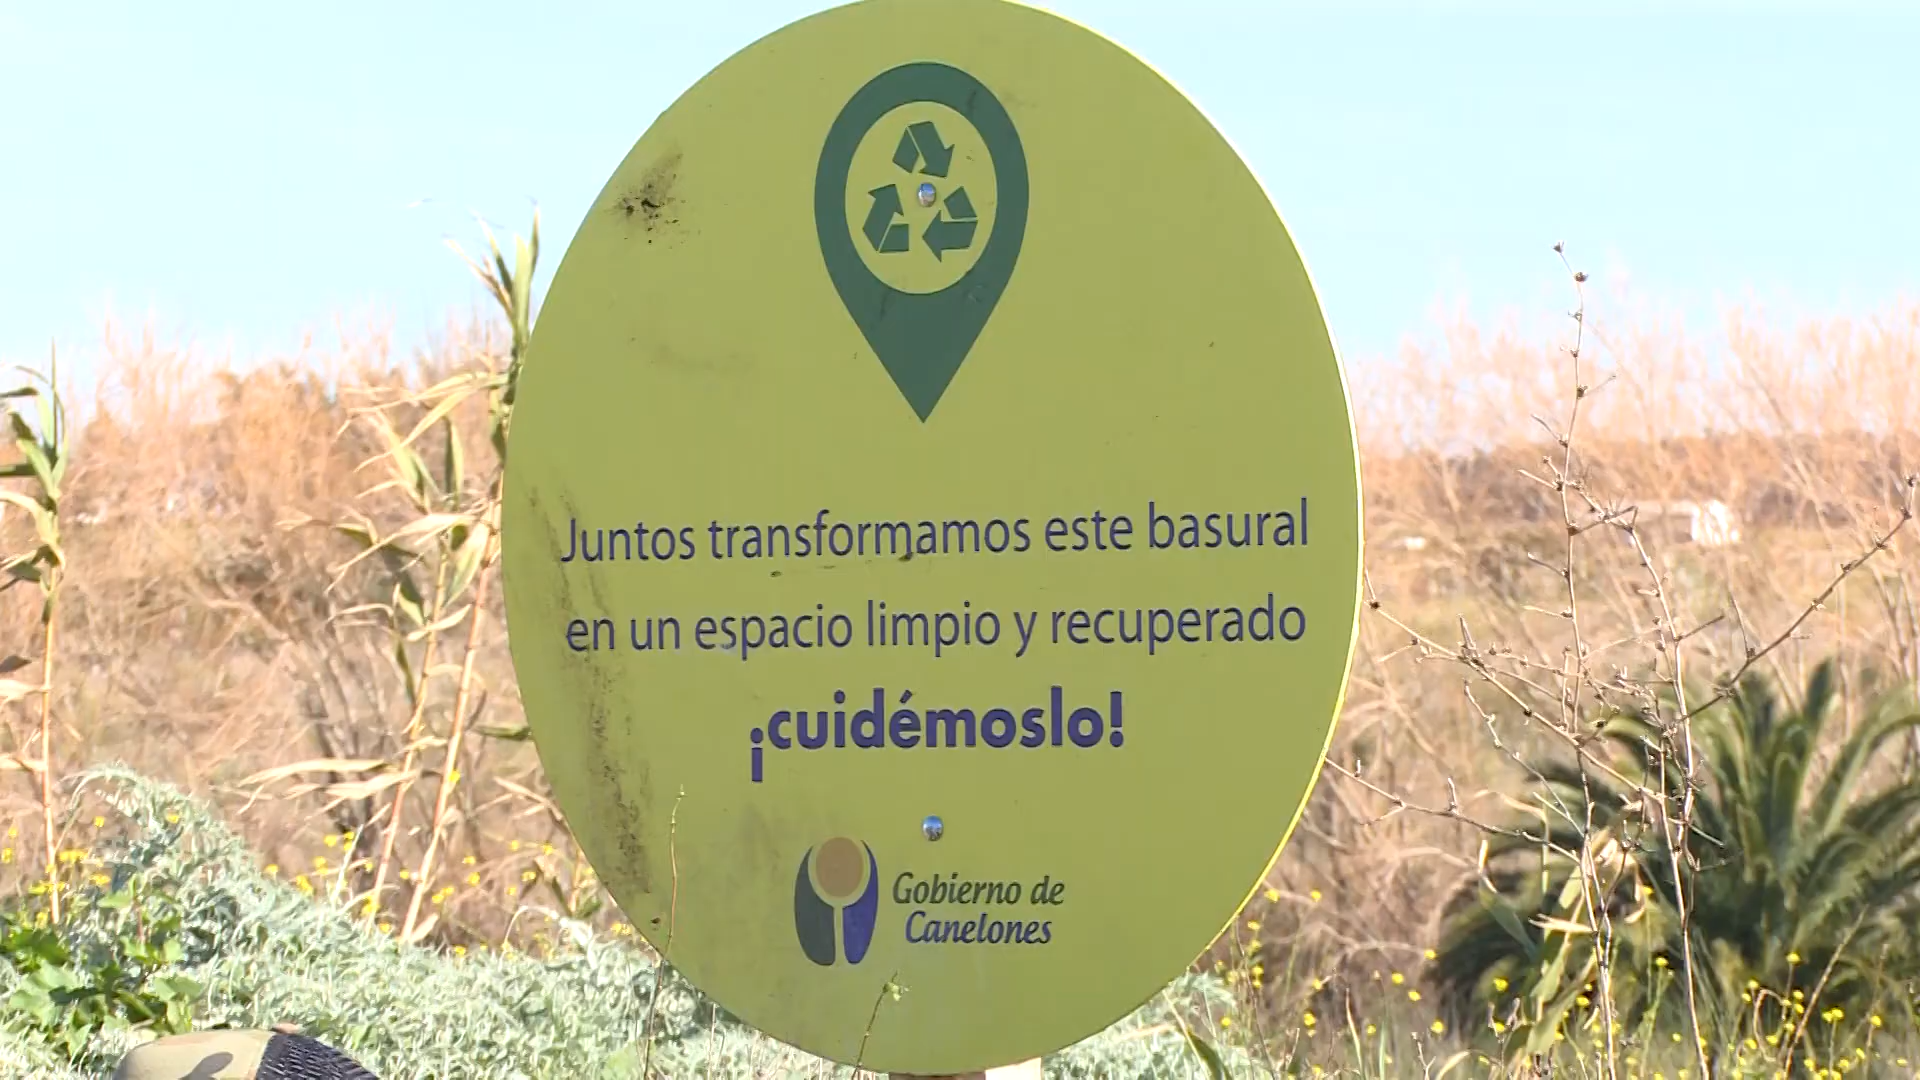 Juntos transformamos este basural
en un espacio limpio y recuperado
¡cuidémoslo!
Gobierno de
Canelones